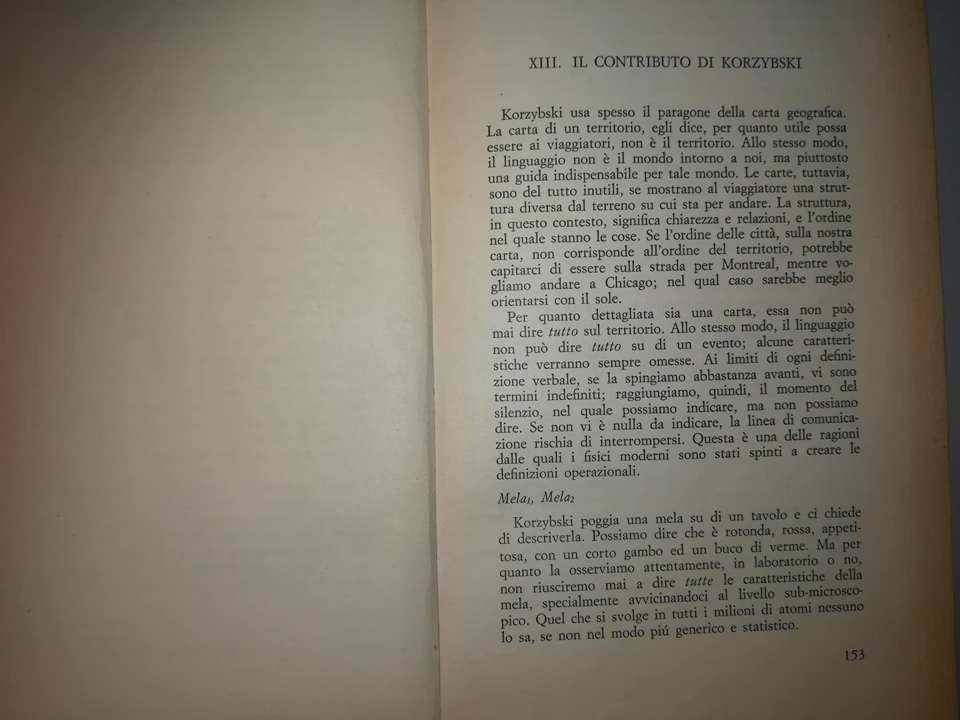 XIII. IL CONTRIBUTO DI KORZYBSKI
Korzybski usa spesso il paragone della carta geografica.
La carta di un territorio, egli dice, per quanto utile possa
essere ai viaggiatori, non è il territorio. Allo stesso modo,
il linguaggio non è il mondo intorno a noi, ma piuttosto
una guida indispensabile per tale mondo. Le carte, tuttavia,
sono del tutto inutili, se mostrano al viaggiatore una strut-
tura diversa dal terreno su cui sta per andare. La struttura,
in questo contesto, significa chiarezza e relazioni, e l'ordine
nel quale stanno le cose. Se l'ordine delle città, sulla nostra
carta, non corrisponde all'ordine del territorio, potrebbe
capitarci di essere sulla strada per Montreal, mentre vo-
gliamo andare a Chicago; nel qual caso sarebbe meglio
orientarsi con il sole.
Per quanto dettagliata sia una carta, essa non può
mai dire tutto sul territorio. Allo stesso modo, il linguaggio
non può dire tutto su di un evento; alcune caratteri-
stiche verranno sempre omesse. Ai limiti di ogni defini-
zione verbale, se la spingiamo abbastanza avanti, vi sono
termini indefiniti; raggiungiamo, quindi, il momento del
silenzio, nel quale possiamo indicare, ma non possiamo
dire. Se non vi è nulla da indicare, la linea di comunica-
zione rischia di interrompersi. Questa è una delle ragioni
dalle quali i fisici moderni sono stati spinti a creare le
definizioni operazionali.
Mela₁, Mela₂
Korzybski poggia una mela su di un tavolo e ci chiede
di descriverla. Possiamo dire che è rotonda, rossa, appeti-
tosa, con un corto gambo ed un buco di verme. Ma per
quanto la osserviamo attentamente, in laboratorio o no,
non riusciremo mai a dire tutte le caratteristiche della
mela, specialmente avvicinandoci al livello sub-microsco-
pico. Quel che si svolge in tutti i milioni di atomi nessuno
lo sa, se non nel modo piú generico e statistico.
153